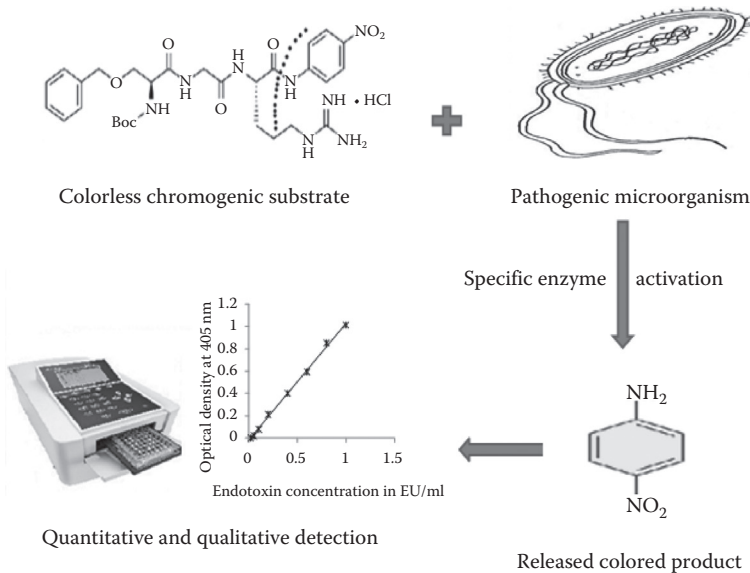 NO2
O
O
H
N
N
H
N
H
O
O
NH
Boc
NH • HCl
N
H
NH2
Colorless chromogenic substrate
Pathogenic microorganism
Specific enzyme activation
Optical density at 405 nm
1.2
1
0.8
0.6
0.4
0.2
0
0 0.5 1 1.5
Endotoxin concentration in EU/ml
NH2
NO2
Quantitative and qualitative detection
Released colored product